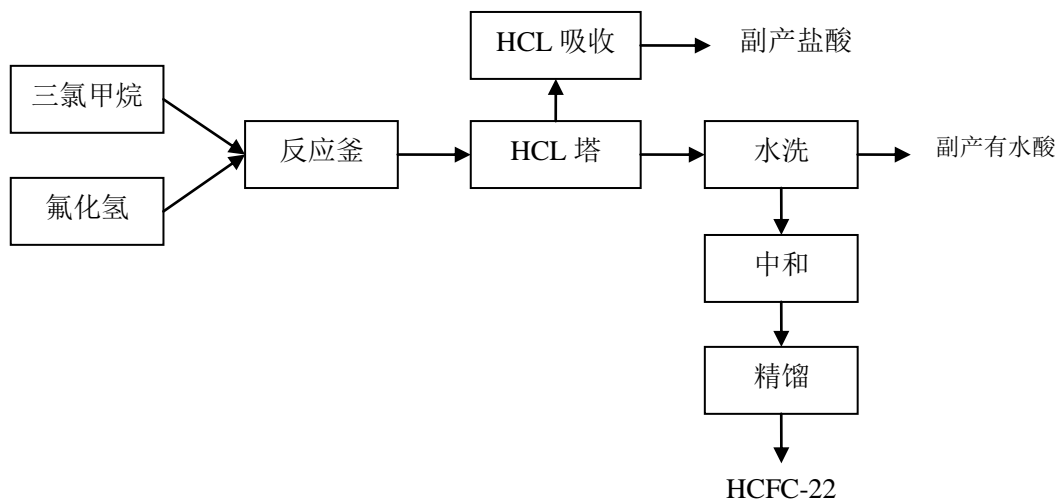 HCL 吸收
副产盐酸
三氯甲烷
反应釜
HCL 塔
水洗
副产有水酸
氟化氢
中和
精馏
HCFC-22